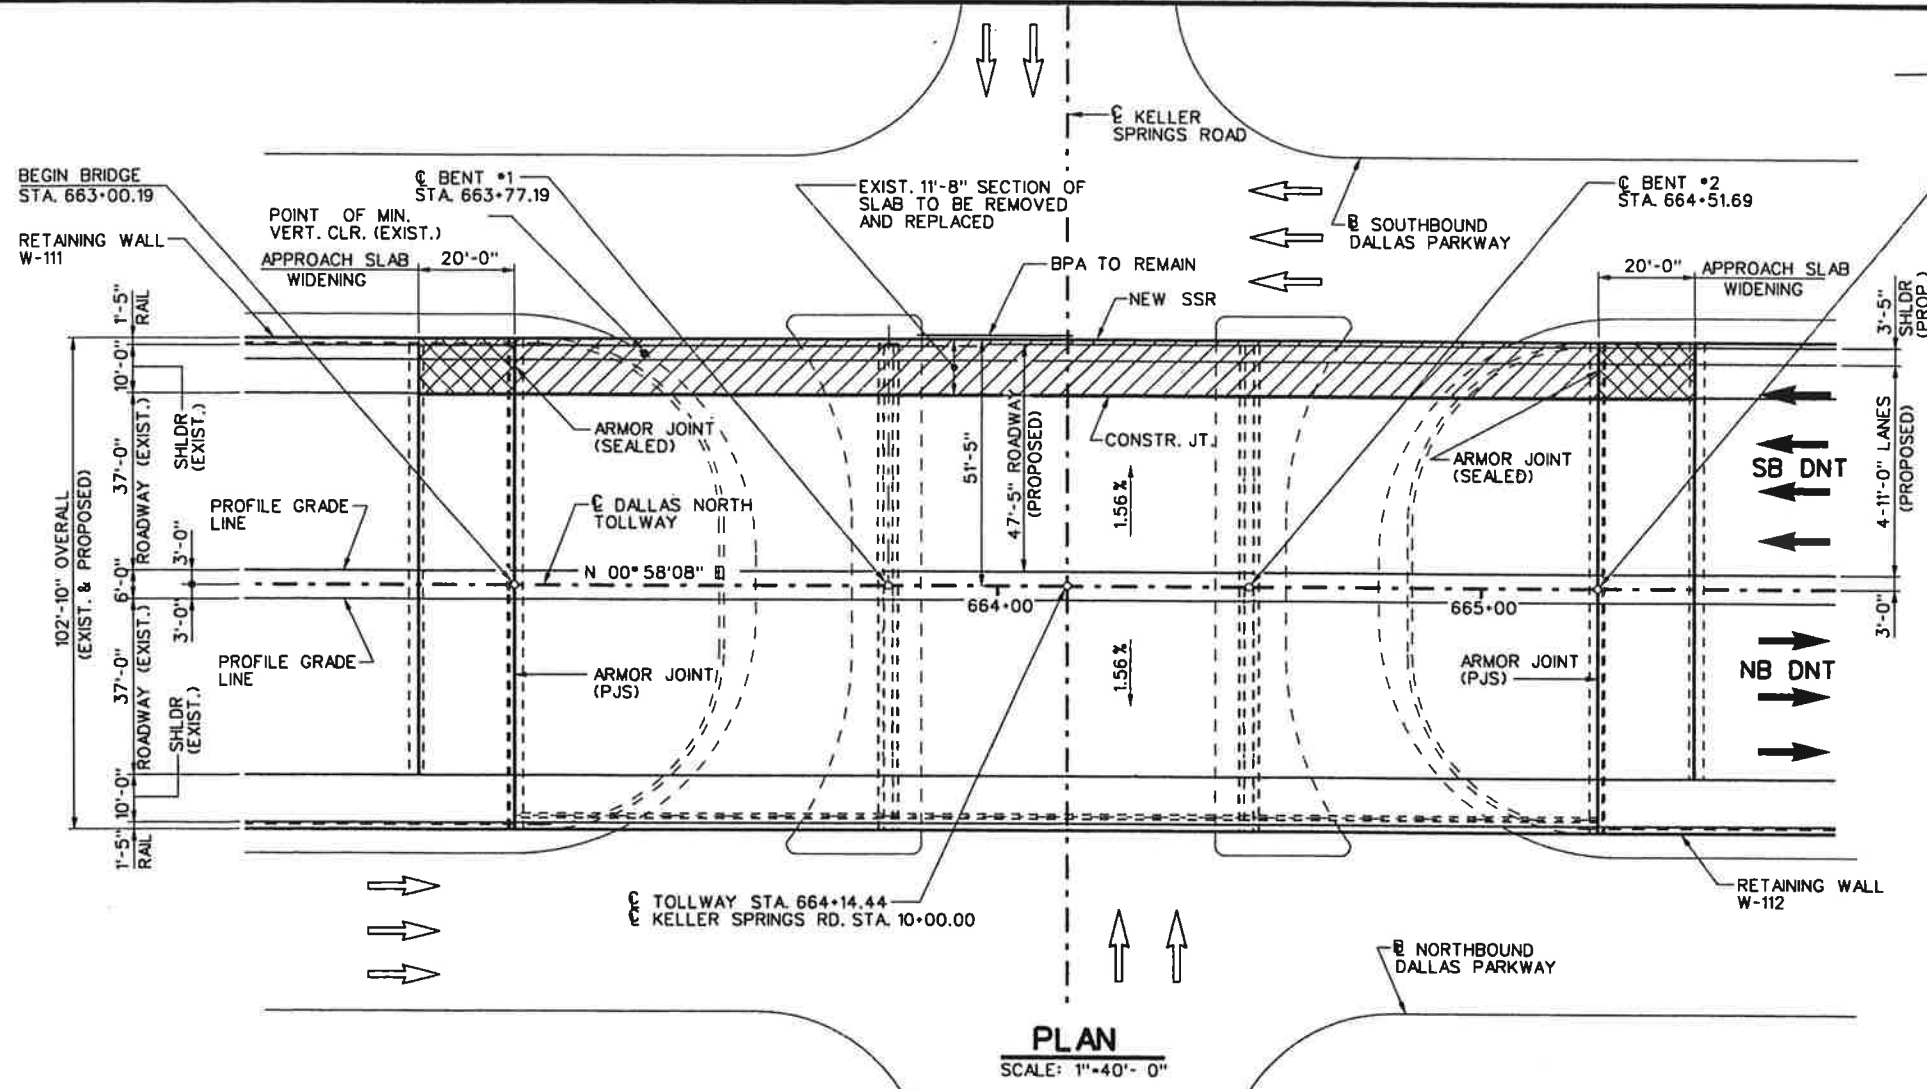 ℄ KELLER
SPRINGS ROAD
BEGIN BRIDGE
STA. 663+00.19
℄ BENT #1
STA. 663+77.19
EXIST. 11'-8" SECTION OF
SLAB TO BE REMOVED
AND REPLACED
℄ BENT #2
STA. 664+51.69
POINT OF MIN.
VERT. CLR. (EXIST.)
RETAINING WALL
W-111
SOUTHBOUND
DALLAS PARKWAY
APPROACH SLAB
WIDENING
20'-0"
BPA TO REMAIN
NEW SSR
20'-0"
APPROACH SLAB
WIDENING
1'-5"
RAIL
10'-0"
SHLDR
(EXIST.)
37'-0"
ROADWAY (EXIST.)
102'-10" OVERALL
(EXIST. & PROPOSED)
3'-0"
6'-0"
3'-0"
37'-0"
ROADWAY (EXIST.)
SHLDR
(EXIST.)
10'-0"
1'-5"
RAIL
ARMOR JOINT
(SEALED)
51'-5"
47'-5" ROADWAY
(PROPOSED)
CONSTR. JT.
1.56%
ARMOR JOINT
(SEALED)
3'-5"
SHLDR
(PROP.)
4-11'-0" LANES
(PROPOSED)
3'-0"
SB DNT
PROFILE GRADE
LINE
℄ DALLAS NORTH
TOLLWAY
N 00° 58'08" E
664+00
665+00
PROFILE GRADE
LINE
ARMOR JOINT
(PJS)
1.56%
ARMOR JOINT
(PJS)
NB DNT
℄ TOLLWAY STA. 664+14.44
℄ KELLER SPRINGS RD. STA. 10+00.00
RETAINING WALL
W-112
NORTHBOUND
DALLAS PARKWAY
PLAN
SCALE: 1"=40'- 0"